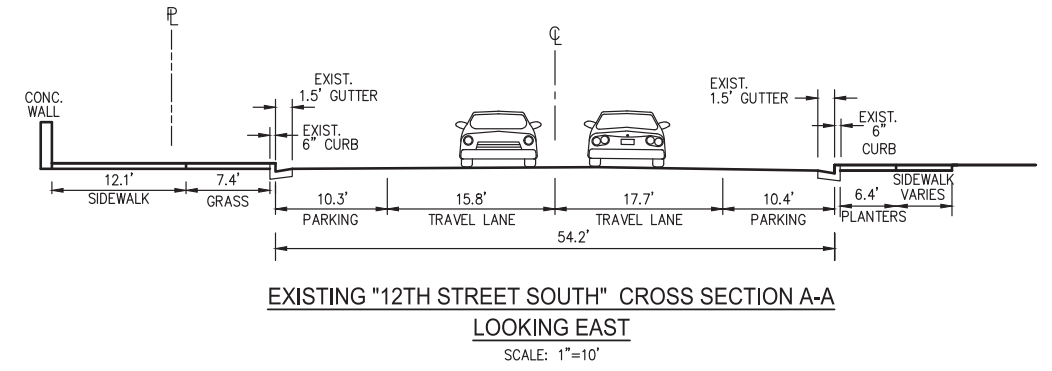 PL
CL
EXIST.
1.5' GUTTER
EXIST.
1.5' GUTTER
CONC.
WALL
EXIST.
6" CURB
EXIST.
6"
CURB
12.1'
SIDEWALK
7.4'
GRASS
10.3'
PARKING
15.8'
TRAVEL LANE
17.7'
TRAVEL LANE
10.4'
PARKING
6.4'
PLANTERS
SIDEWALK
VARIES
54.2'
EXISTING "12TH STREET SOUTH" CROSS SECTION A-A
LOOKING EAST
SCALE: 1"=10'